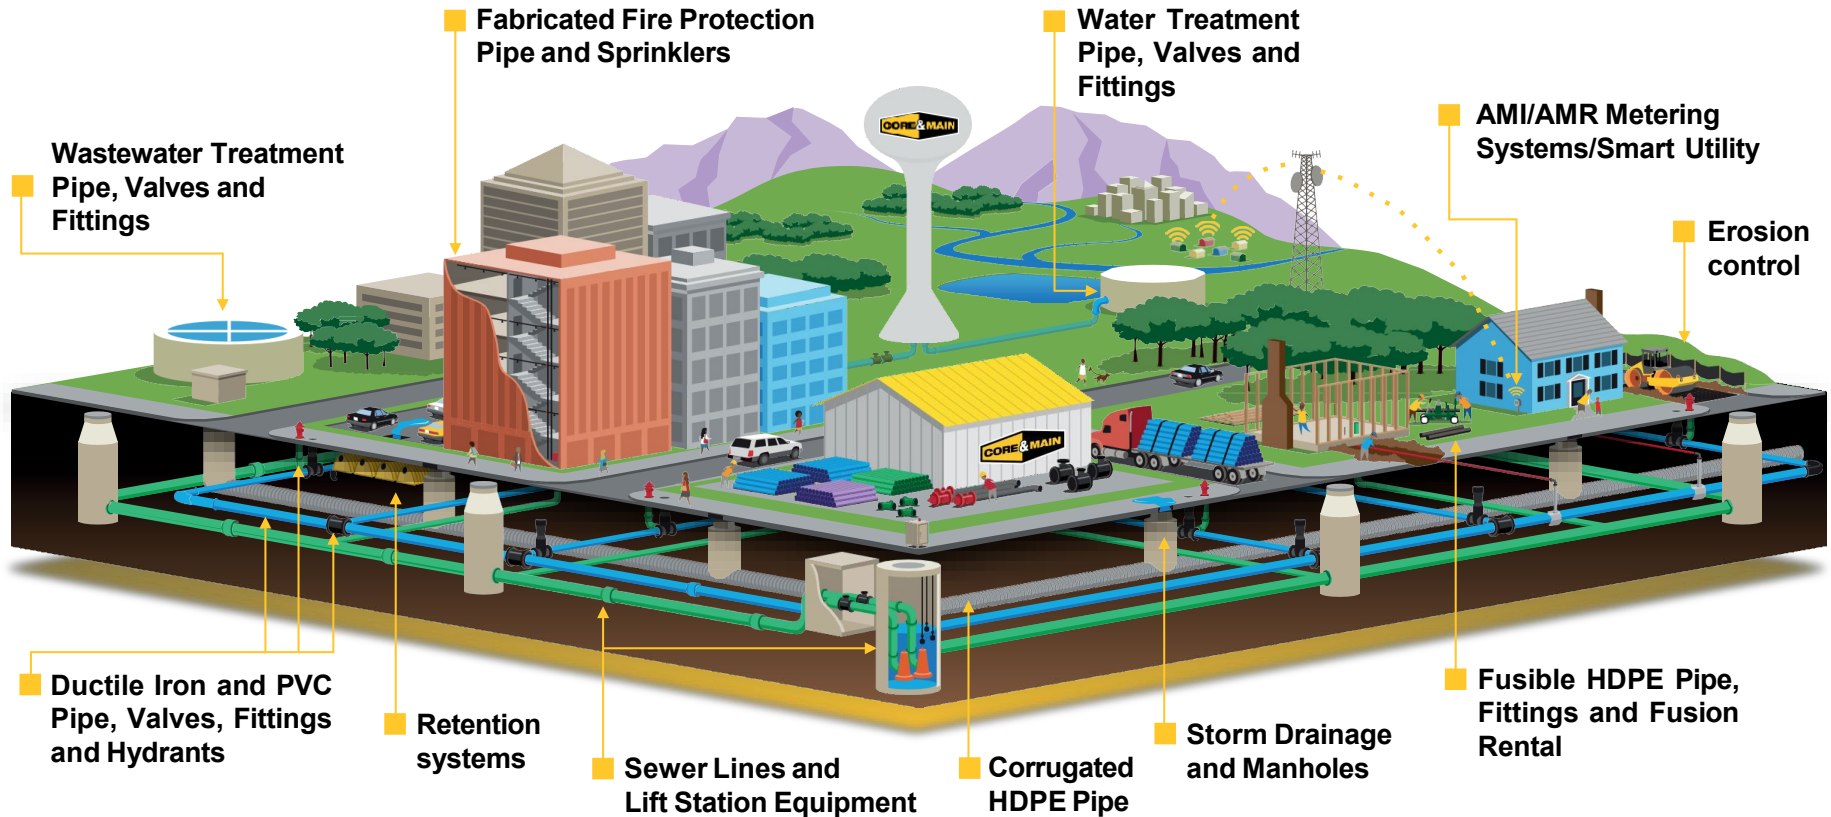 Fabricated Fire Protection
Pipe and Sprinklers
Water Treatment
Pipe, Valves and
Fittings
AMI/AMR Metering
Systems/Smart Utility
Wastewater Treatment
Pipe, Valves and
Fittings
Erosion
control
CORE&MAIN
CORE&MAIN
Ductile Iron and PVC
Pipe, Valves, Fittings
and Hydrants
Retention
systems
Sewer Lines and
Lift Station Equipment
Corrugated
HDPE Pipe
Storm Drainage
and Manholes
Fusible HDPE Pipe,
Fittings and Fusion
Rental